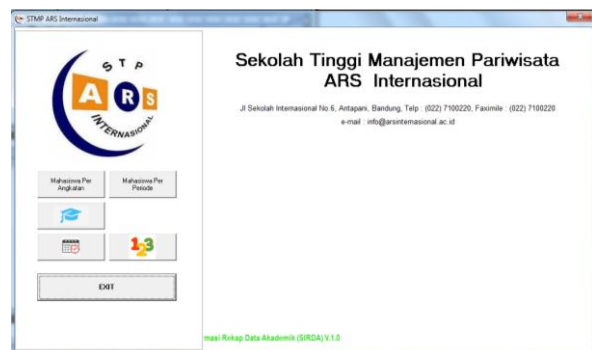 STMP ARS Internasional
STP
ARS
INTERNASIONAL
Sekolah Tinggi Manajemen Pariwisata
ARS Internasional
Jl Sekolah Internasional No.6, Antapani, Bandung, Telp : (022) 7100220, Faximile : (022) 7100220
e-mail : info@arsinternasional.ac.id
Mahasiswa Per
Angkatan
Mahasiswa Per
Periode
123
EXIT
masi Rekap Data Akademik (SIRDA) V.1.0